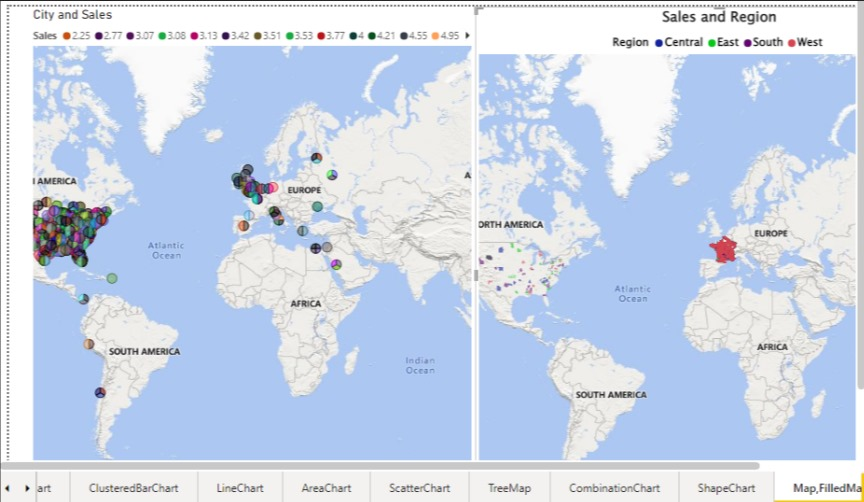 City and Sales
Sales 2.25 2.77 3.07 3.08 3.13 3.42 3.51 3.53 3.77 4 4.21 4.55 4.95
I AMERICA
EUROPE
A
Atlantic
Ocean
AFRICA
SOUTH AMERICA
Indian
Ocean
Sales and Region
Region Central East South West
ORTH AMERICA
EUROPE
Atlantic
Ocean
AFRICA
SOUTH AMERICA
art ClusteredBarChart LineChart AreaChart ScatterChart TreeMap CombinationChart ShapeChart Map,FilledMa